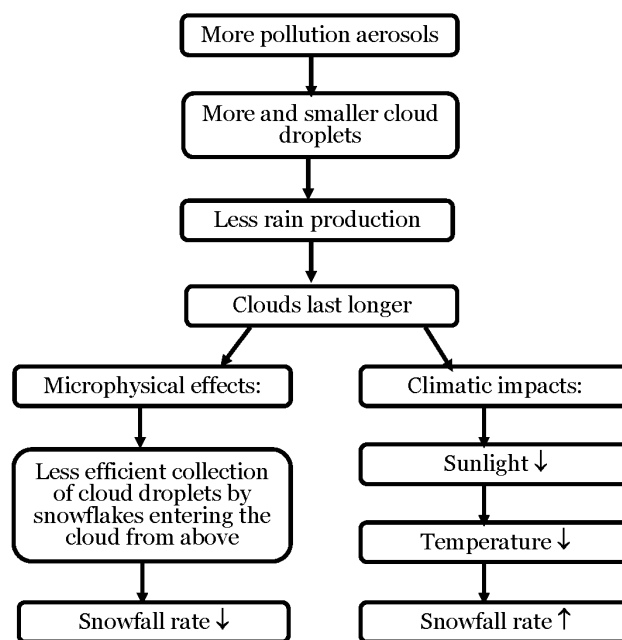 More pollution aerosols
More and smaller cloud
droplets
Less rain production
Clouds last longer
Microphysical effects:
Less efficient collection
of cloud droplets by
snowflakes entering the
cloud from above
Snowfall rate ↓
Climatic impacts:
Sunlight ↓
Temperature ↓
Snowfall rate ↑